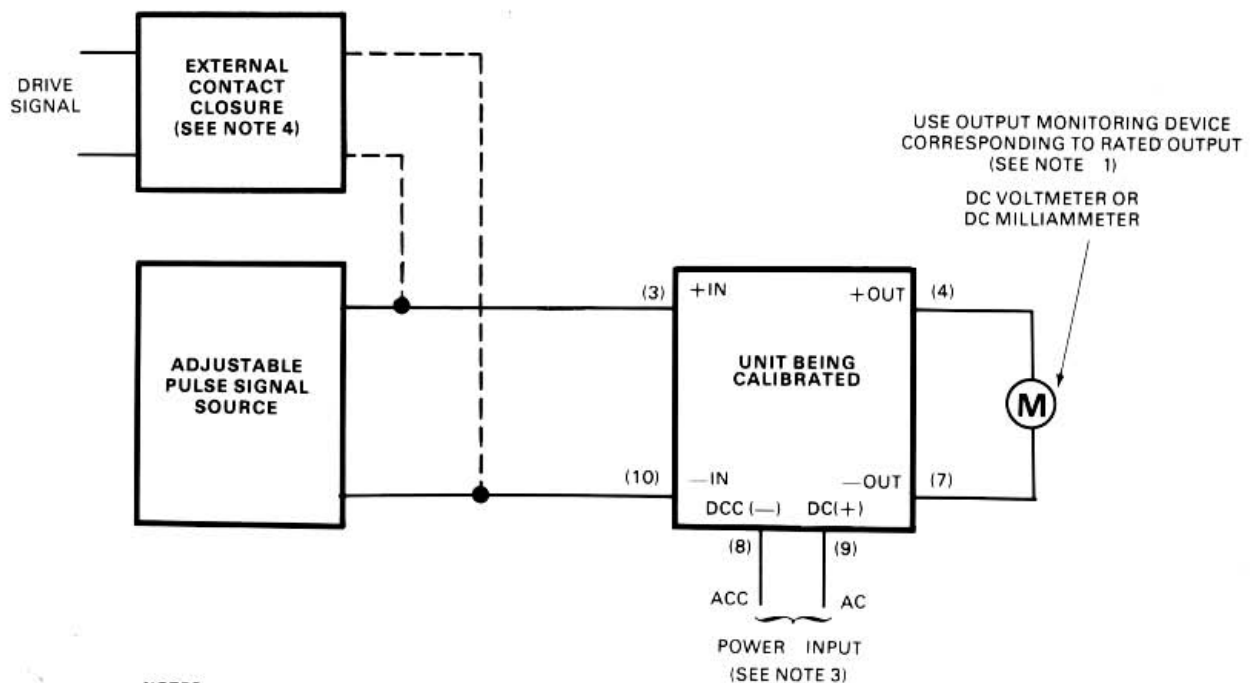 EXTERNAL
CONTACT
CLOSURE
(SEE NOTE 4)
DRIVE
SIGNAL
USE OUTPUT MONITORING DEVICE
CORRESPONDING TO RATED OUTPUT
(SEE NOTE 1)
DC VOLTMETER OR
DC MILLIAMMETER
ADJUSTABLE
PULSE SIGNAL
SOURCE
(3)
+IN
+OUT
(4)
UNIT BEING
CALIBRATED
M
(10)
—IN
—OUT
(7)
DCC (—)
DC(+)
(8)
(9)
ACC
AC
POWER INPUT
(SEE NOTE 3)